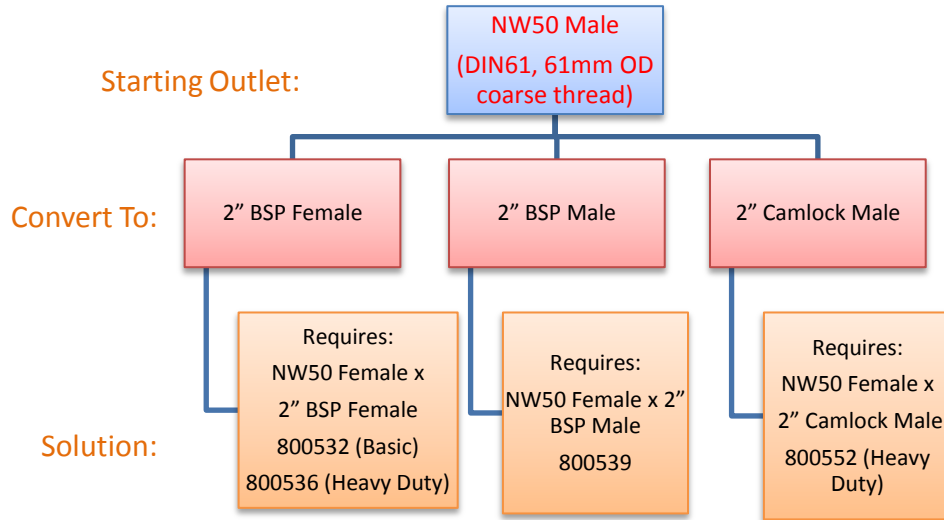 Starting Outlet:
NW50 Male
(DIN61, 61mm OD
coarse thread)
Convert To:
2” BSP Female
2” BSP Male
2” Camlock Male
Solution:
Requires:
NW50 Female x
2” BSP Female
800532 (Basic)
800536 (Heavy Duty)
Requires:
NW50 Female x 2”
BSP Male
800539
Requires:
NW50 Female x
2” Camlock Male
800552 (Heavy
Duty)